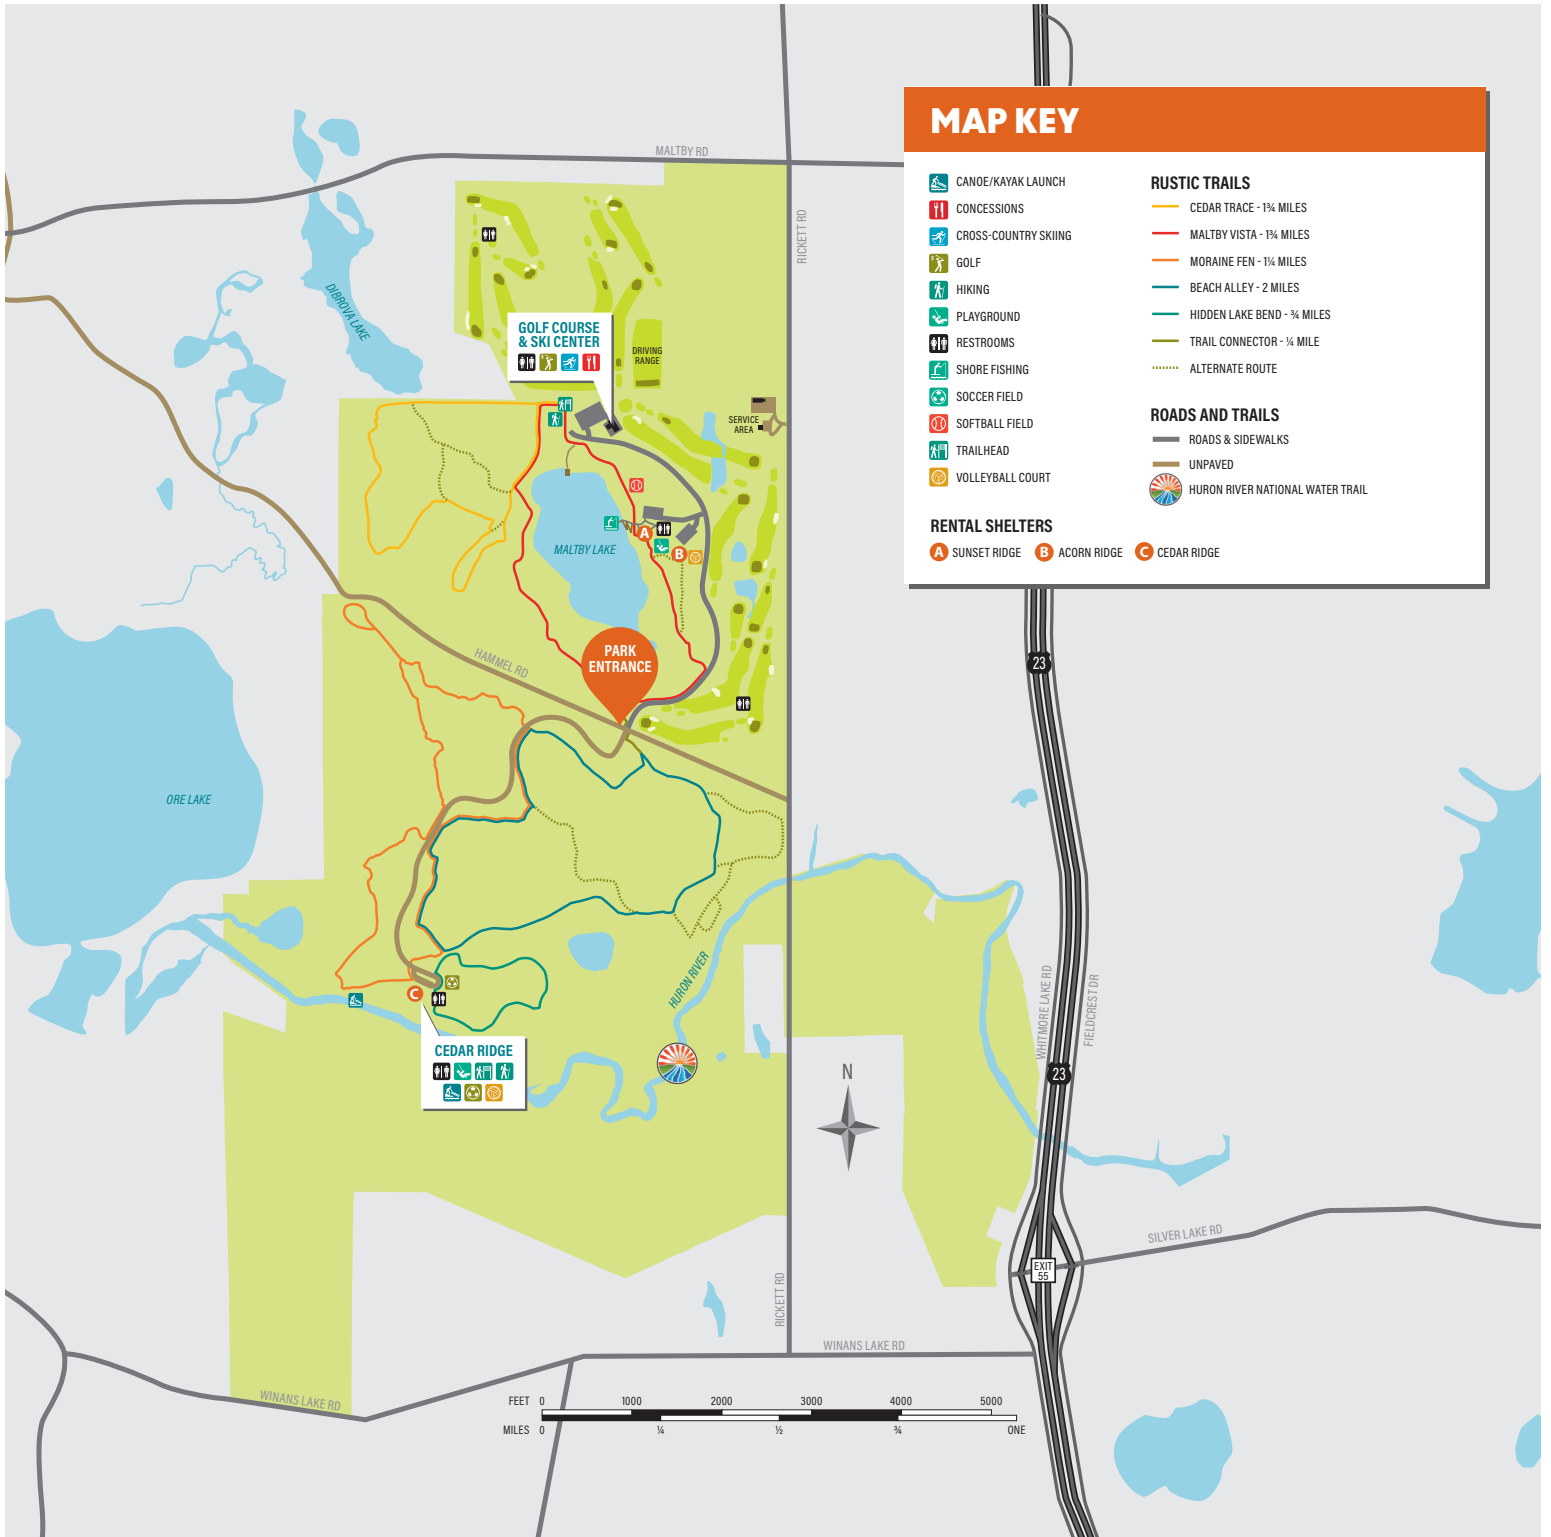 MAP KEY
CANOE/KAYAK LAUNCH
CONCESSIONS
CROSS-COUNTRY SKIING
GOLF
HIKING
PLAYGROUND
RESTROOMS
SHORE FISHING
SOCCER FIELD
SOFTBALL FIELD
TRAILHEAD
VOLLEYBALL COURT
RUSTIC TRAILS
CEDAR TRACE - 1¾ MILES
MALTBY VISTA - 1¾ MILES
MORAINE FEN - 1¼ MILES
BEACH ALLEY - 2 MILES
HIDDEN LAKE BEND - ¾ MILES
TRAIL CONNECTOR - ¼ MILE
ALTERNATE ROUTE
ROADS AND TRAILS
ROADS & SIDEWALKS
UNPAVED
HURON RIVER NATIONAL WATER TRAIL
RENTAL SHELTERS
A SUNSET RIDGE B ACORN RIDGE C CEDAR RIDGE
MALTBY RD
RICKETT RD
DIBROVA LAKE
GOLF COURSE
& SKI CENTER
DRIVING
RANGE
SERVICE
AREA
MALTBY LAKE
A
B
PARK
ENTRANCE
HAMMEL RD
23
ORE LAKE
HURON RIVER
C
CEDAR RIDGE
WHITMORE LAKE RD
FIELDCREST DR
23
N
SILVER LAKE RD
EXIT
55
RICKETT RD
WINANS LAKE RD
WINANS LAKE RD
FEET 0 1000 2000 3000 4000 5000
MILES 0 ¼ ½ ¾ ONE